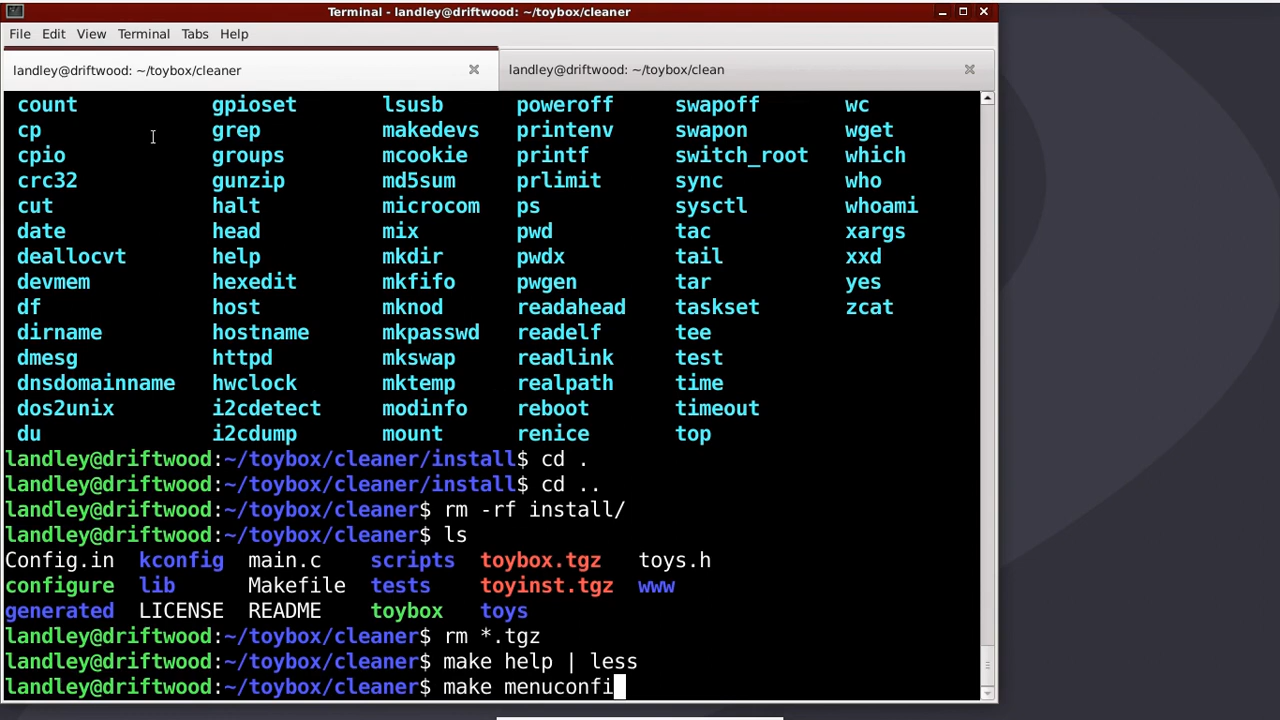 Terminal - landley@driftwood: ~/toybox/cleaner
File Edit View Terminal Tabs Help
landley@driftwood: ~/toybox/cleaner landley@driftwood: ~/toybox/clean
count gpioset lsusb poweroff swapoff wc
cp grep makedevs printenv swapon wget
cpio groups mcookie printf switch_root which
crc32 gunzip md5sum prlimit sync who
cut halt microcom ps sysctl whoami
date head mix pwd tac xargs
deallocvt help mkdir pwdx tail xxd
devmem hexedit mkfifo pwgen tar yes
df host mknod readahead taskset zcat
dirname hostname mkpasswd readelf tee
dmesg httpd mkswap readlink test
dnsdomainname hwclock mktemp realpath time
dos2unix i2cdetect modinfo reboot timeout
du i2cdump mount renice top
landley@driftwood:~/toybox/cleaner/install$ cd .
landley@driftwood:~/toybox/cleaner/install$ cd ..
landley@driftwood:~/toybox/cleaner$ rm -rf install/
landley@driftwood:~/toybox/cleaner$ ls
Config.in kconfig main.c scripts toybox.tgz toys.h
configure lib Makefile tests toyinst.tgz www
generated LICENSE README toybox toys
landley@driftwood:~/toybox/cleaner$ rm *.tgz
landley@driftwood:~/toybox/cleaner$ make help | less
landley@driftwood:~/toybox/cleaner$ make menuconfi